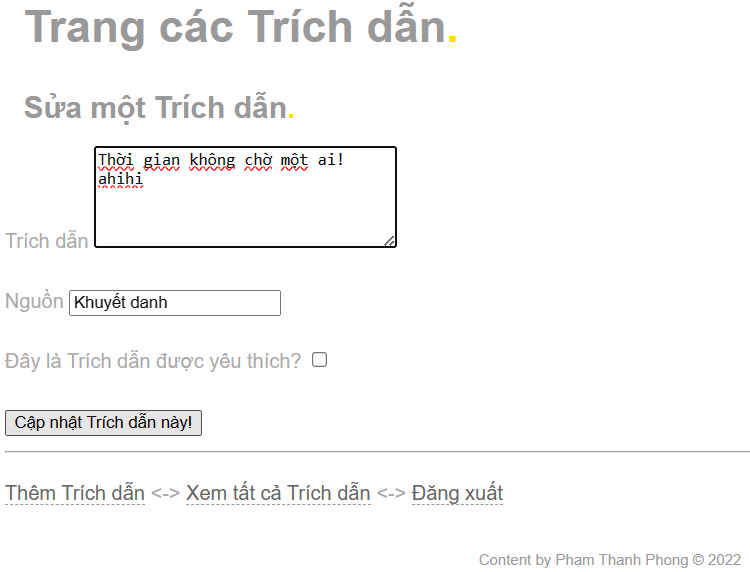 Trang các Trích dẫn.
Sửa một Trích dẫn.
Thời gian không chờ một ai!
ahihi
Trích dẫn
Nguồn Khuyết danh
Đây là Trích dẫn được yêu thích?
Cập nhật Trích dẫn này!
Thêm Trích dẫn <-> Xem tất cả Trích dẫn <-> Đăng xuất
Content by Phạm Thanh Phong © 2022